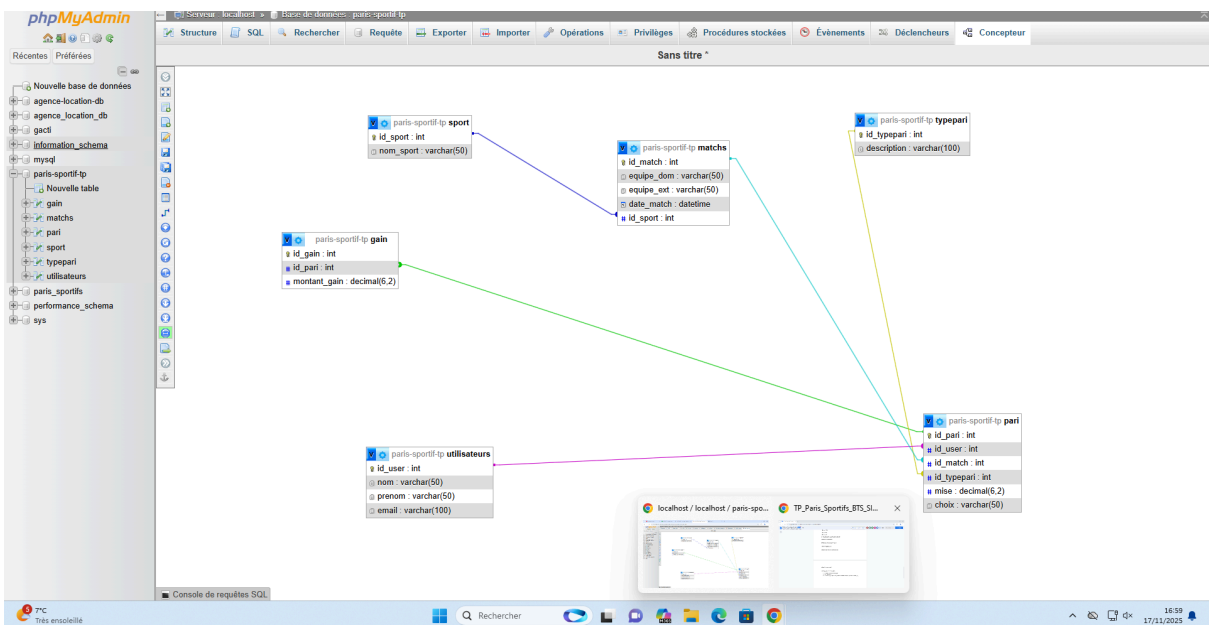 phpMyAdmin
Récentes Préférées
Nouvelle base de données
agence-location-db
agence_location_db
gacti
information_schema
mysql
paris-sportif-tp
Nouvelle table
gain
matchs
pari
sport
typepari
utilisateurs
paris_sportifs
performance_schema
sys
Serveur localhost » Base de données paris-sportif-tp
Structure SQL Rechercher Requête Exporter Importer Opérations Privilèges Procédures stockées Évènements Déclencheurs Concepteur
Sans titre *
paris-sportif-tp sport
id_sport : int
nom_sport : varchar(50)
paris-sportif-tp matchs
id_match : int
equipe_dom : varchar(50)
equipe_ext : varchar(50)
date_match : datetime
id_sport : int
paris-sportif-tp typepari
id_typepari : int
description : varchar(100)
paris-sportif-tp gain
id_gain : int
id_pari : int
montant_gain : decimal(6,2)
paris-sportif-tp utilisateurs
id_user : int
nom : varchar(50)
prenom : varchar(50)
email : varchar(100)
paris-sportif-tp pari
id_pari : int
id_user : int
id_match : int
id_typepari : int
mise : decimal(6,2)
choix : varchar(50)
localhost / localhost / paris-spo...
TP_Paris_Sportifs_BTS_SI...
Console de requêtes SQL
5
7°C
Très ensoleillé
Rechercher
16:59
17/11/2025